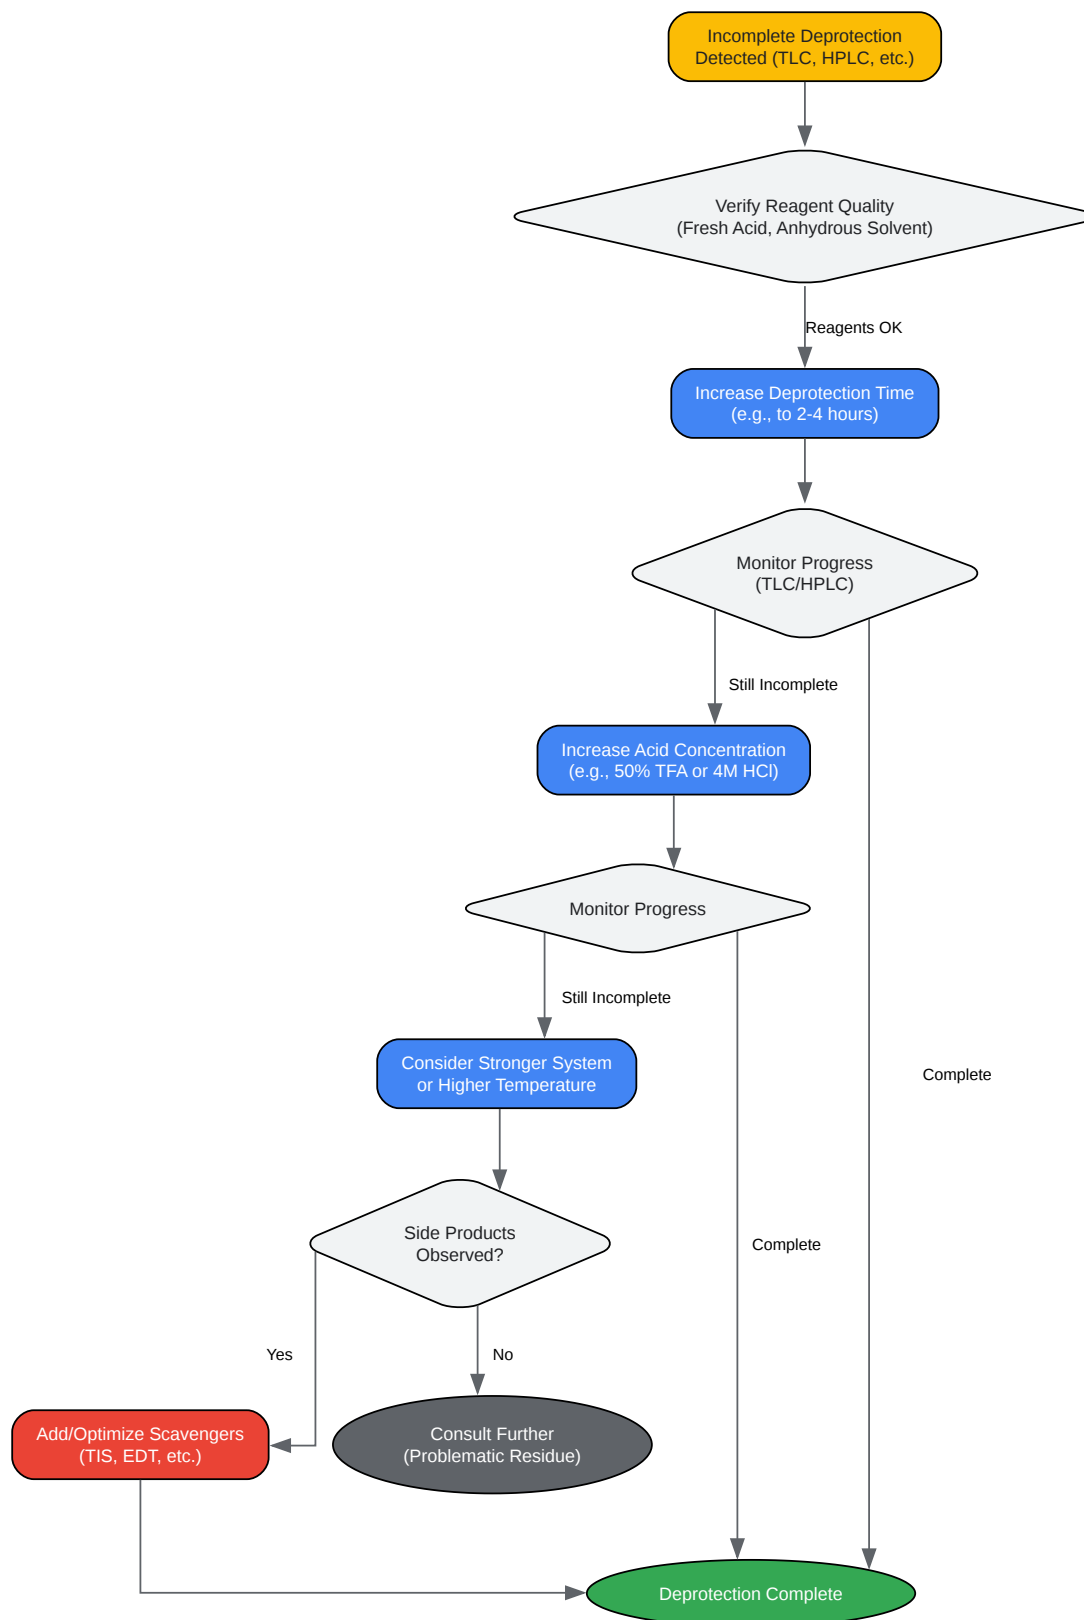 Incomplete Deprotection
Detected (TLC, HPLC, etc.)
Verify Reagent Quality
(Fresh Acid, Anhydrous Solvent)
Reagents OK
Increase Deprotection Time
(e.g., to 2-4 hours)
Monitor Progress
(TLC/HPLC)
Still Incomplete
Increase Acid Concentration
(e.g., 50% TFA or 4M HCl)
Monitor Progress
Still Incomplete
Consider Stronger System
or Higher Temperature
Complete
Side Products
Observed?
Complete
Yes
No
Add/Optimize Scavengers
(TIS, EDT, etc.)
Consult Further
(Problematic Residue)
Deprotection Complete